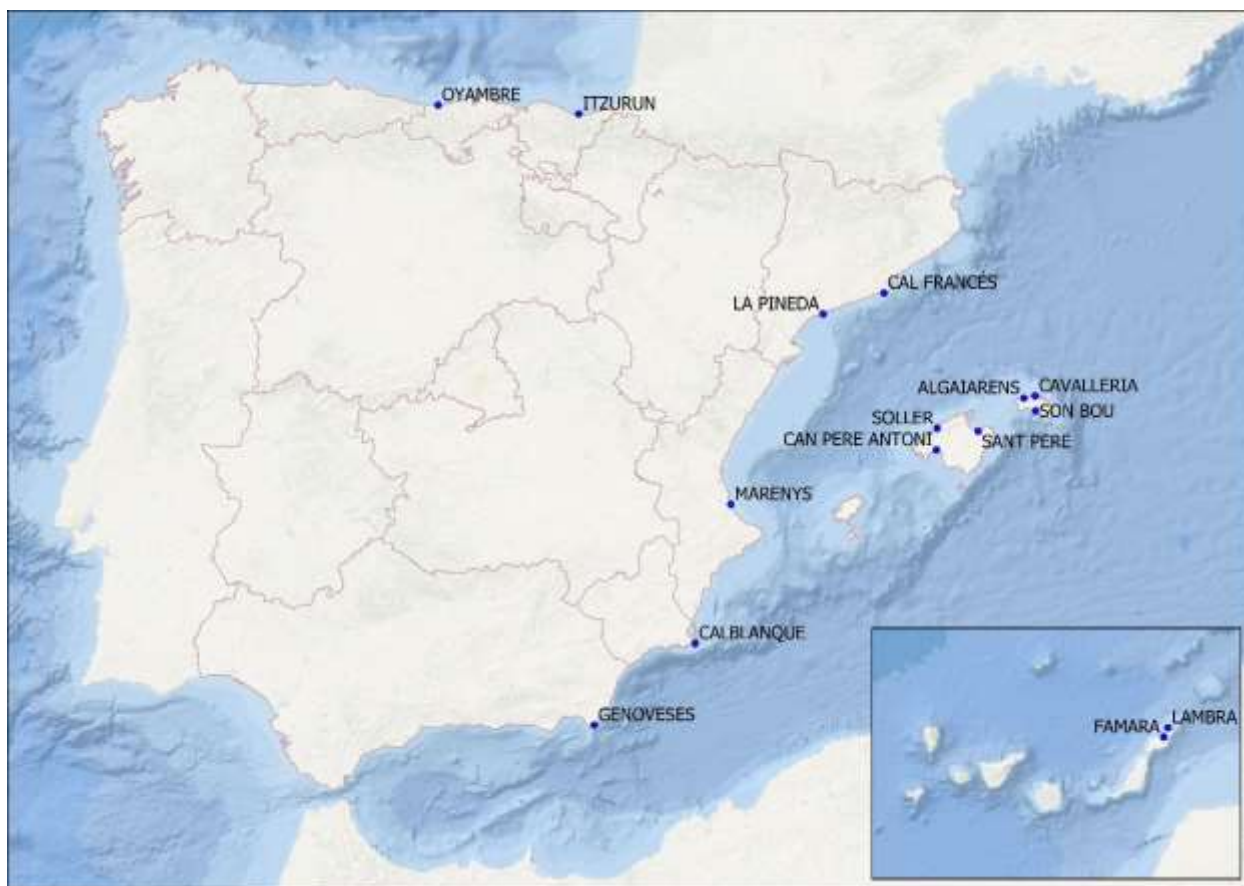 OYAMBRE
ITZURUN
CAL FRANCÉS
LA PINEDA
ALGAIARENS
CAVALLERIA
SON BOU
SOLLER
CAN PERE ANTONI
SANT PERE
MARENYS
CALBLANQUE
GENOVESES
LAMBRA
FAMARA